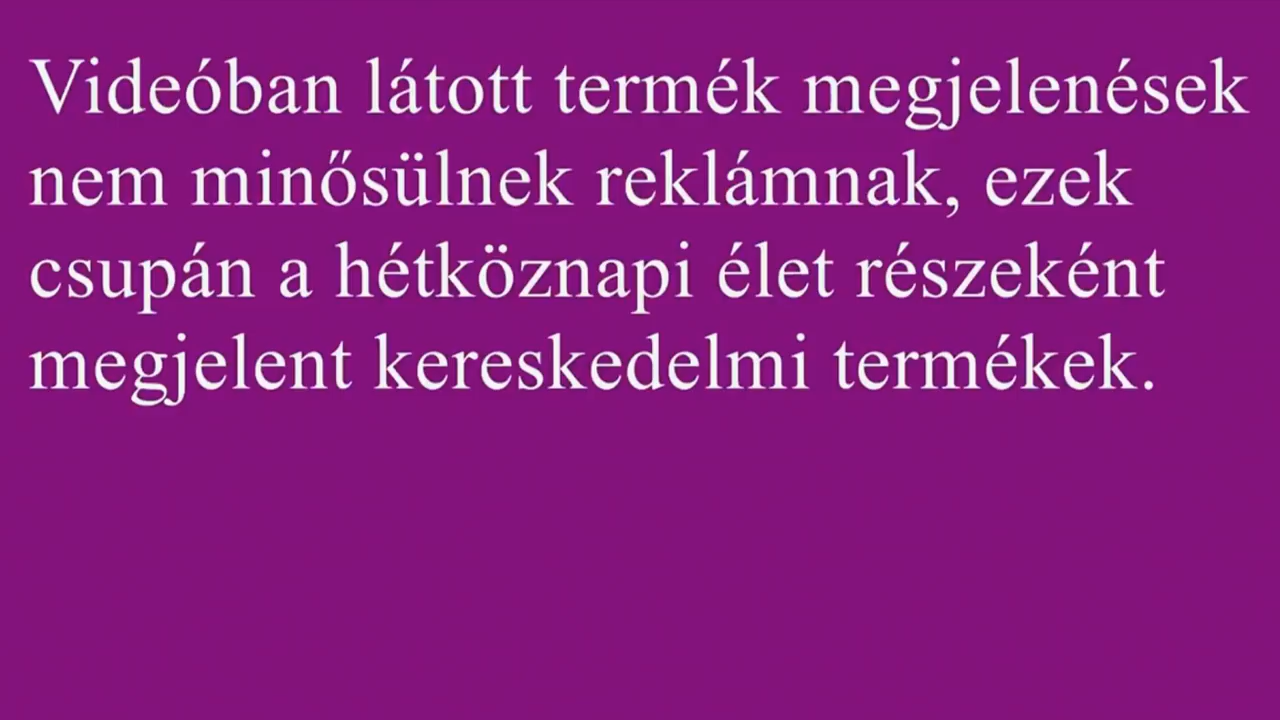 Videóban látott termék megjelenések
nem minősülnek reklámnak, ezek
csupán a hétköznapi élet részeként
megjelent kereskedelmi termékek.